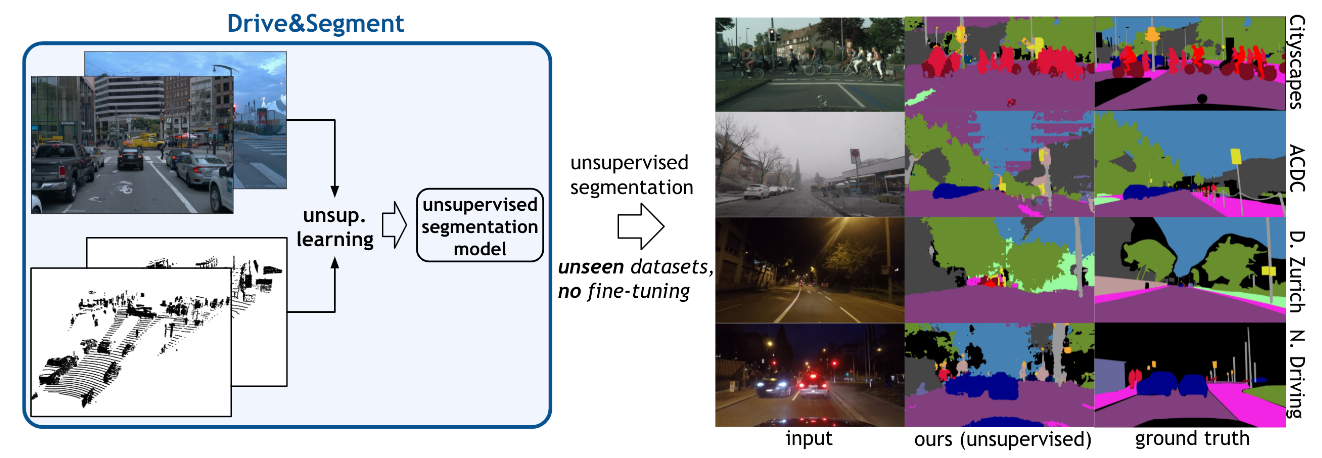 Drive&Segment
unsup.
learning
unsupervised
segmentation
model
unsupervised
segmentation
unseen datasets,
no fine-tuning
Cityscapes
ACDC
D. Zurich
N. Driving
input
ours (unsupervised)
ground truth